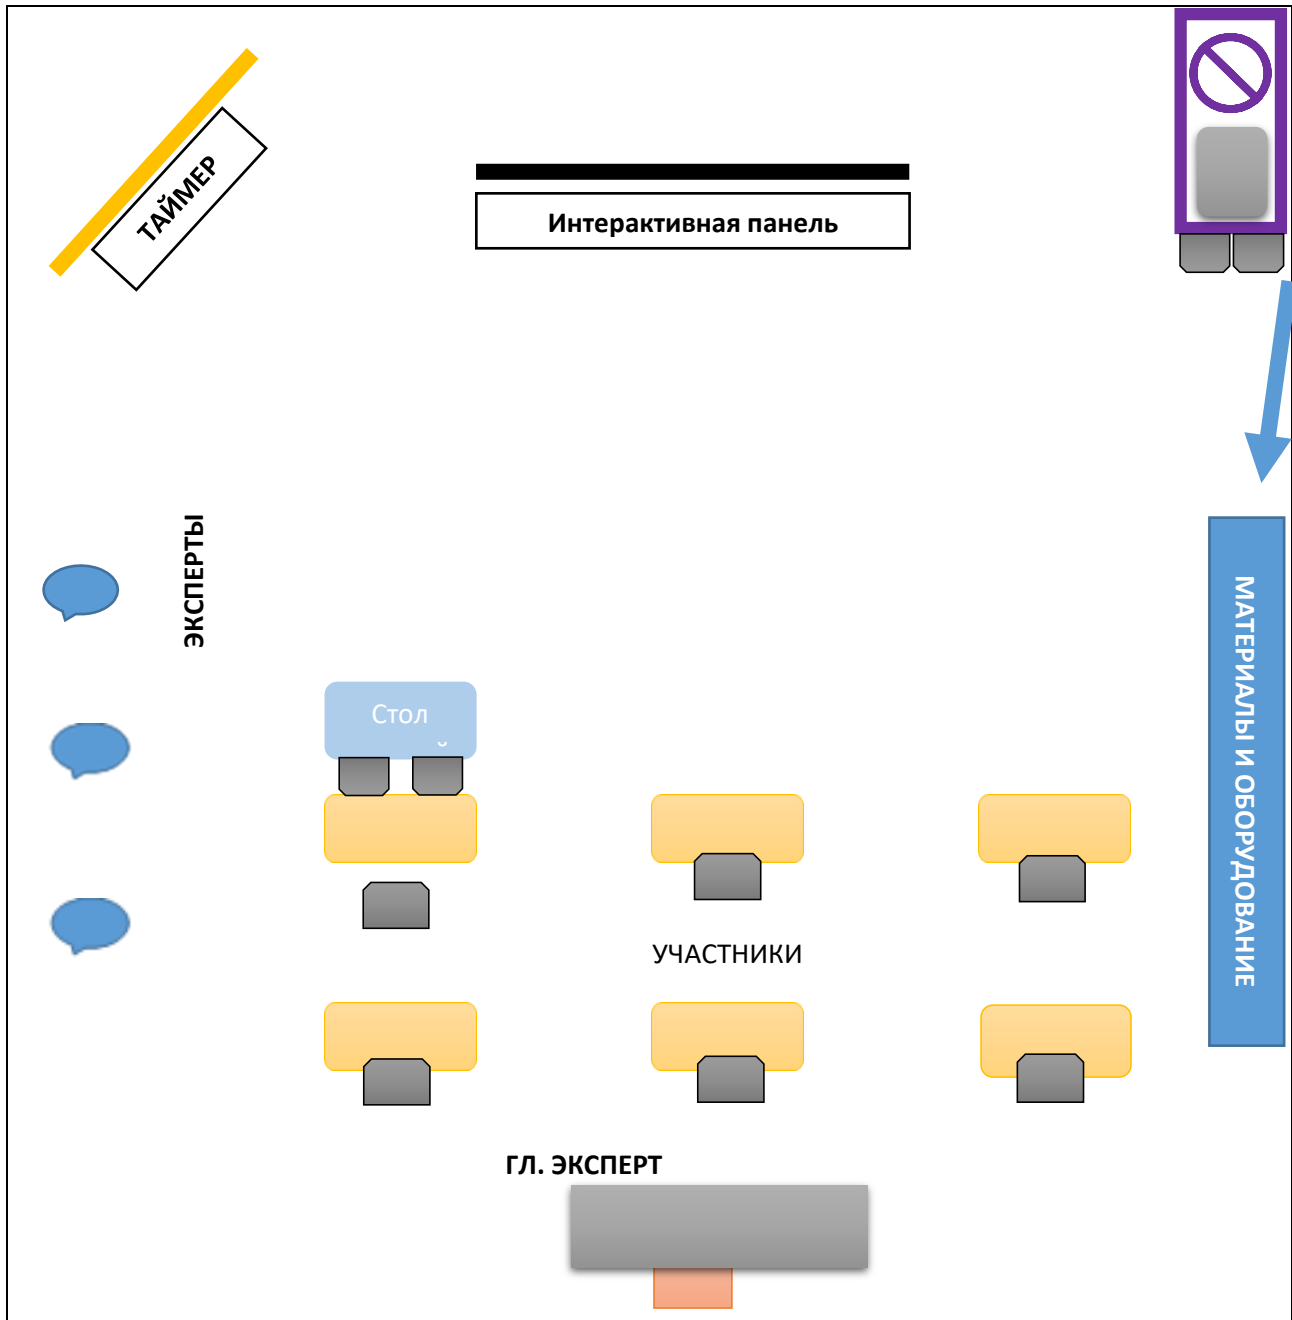 ТАЙМЕР
Интерактивная панель
ЭКСПЕРТЫ
МАТЕРИАЛЫ И ОБОРУДОВАНИЕ
Стол
УЧАСТНИКИ
ГЛ. ЭКСПЕРТ